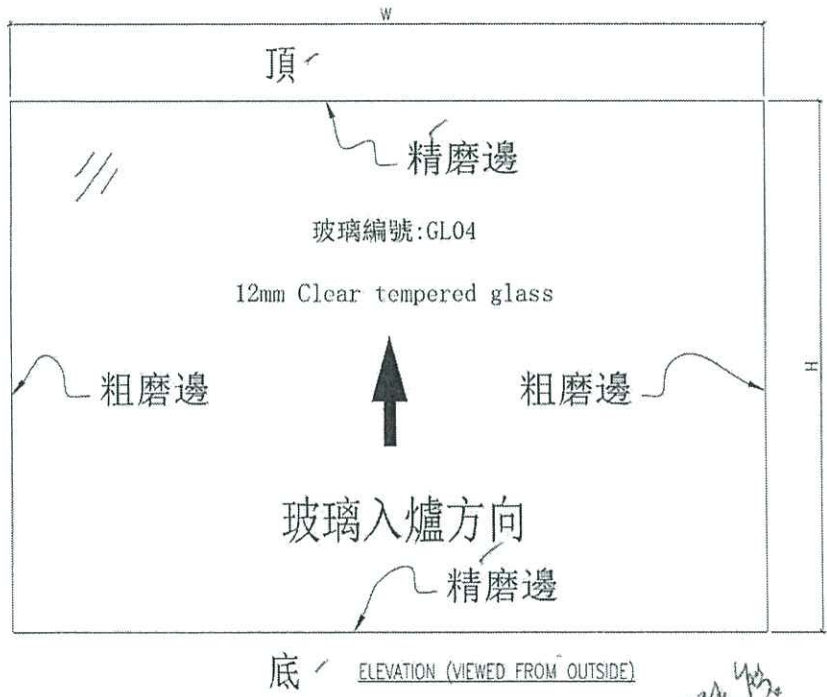 W
頂
精磨邊
玻璃編號:GL04
12mm Clear tempered glass
H
粗磨邊
粗磨邊
玻璃入爐方向
精磨邊
底
ELEVATION (VIEWED FROM OUTSIDE)